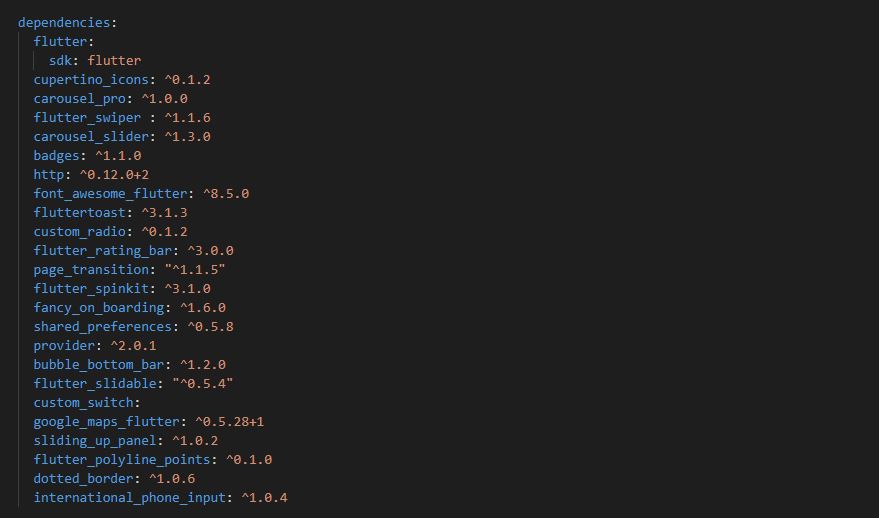 dependencies:
  flutter:
    sdk: flutter
  cupertino_icons: ^0.1.2
  carousel_pro: ^1.0.0
  flutter_swiper : ^1.1.6
  carousel_slider: ^1.3.0
  badges: ^1.1.0
  http: ^0.12.0+2
  font_awesome_flutter: ^8.5.0
  fluttertoast: ^3.1.3
  custom_radio: ^0.1.2
  flutter_rating_bar: ^3.0.0
  page_transition: "^1.1.5"
  flutter_spinkit: ^3.1.0
  fancy_on_boarding: ^1.6.0
  shared_preferences: ^0.5.8
  provider: ^2.0.1
  bubble_bottom_bar: ^1.2.0
  flutter_slidable: "^0.5.4"
  custom_switch:
  google_maps_flutter: ^0.5.28+1
  sliding_up_panel: ^1.0.2
  flutter_polyline_points: ^0.1.0
  dotted_border: ^1.0.6
  international_phone_input: ^1.0.4